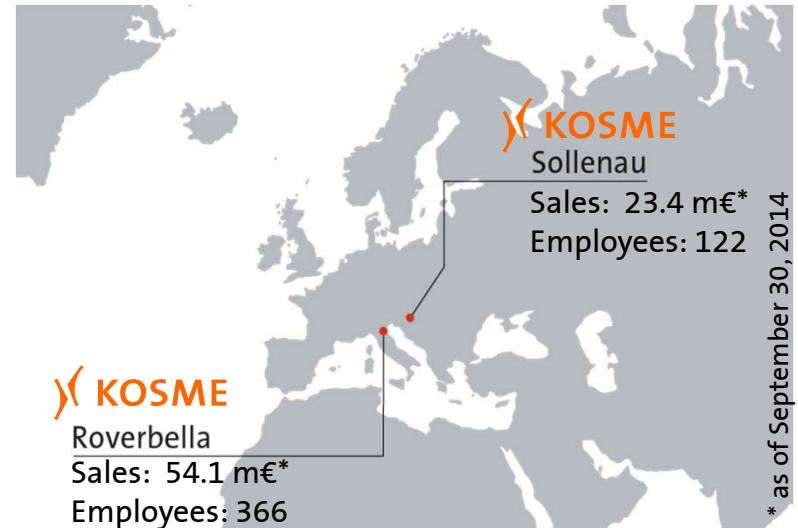 KOSME
Sollenau
Sales: 23.4 m€*
Employees: 122
KOSME
Roverbella
Sales: 54.1 m€*
Employees: 366
* as of September 30, 2014